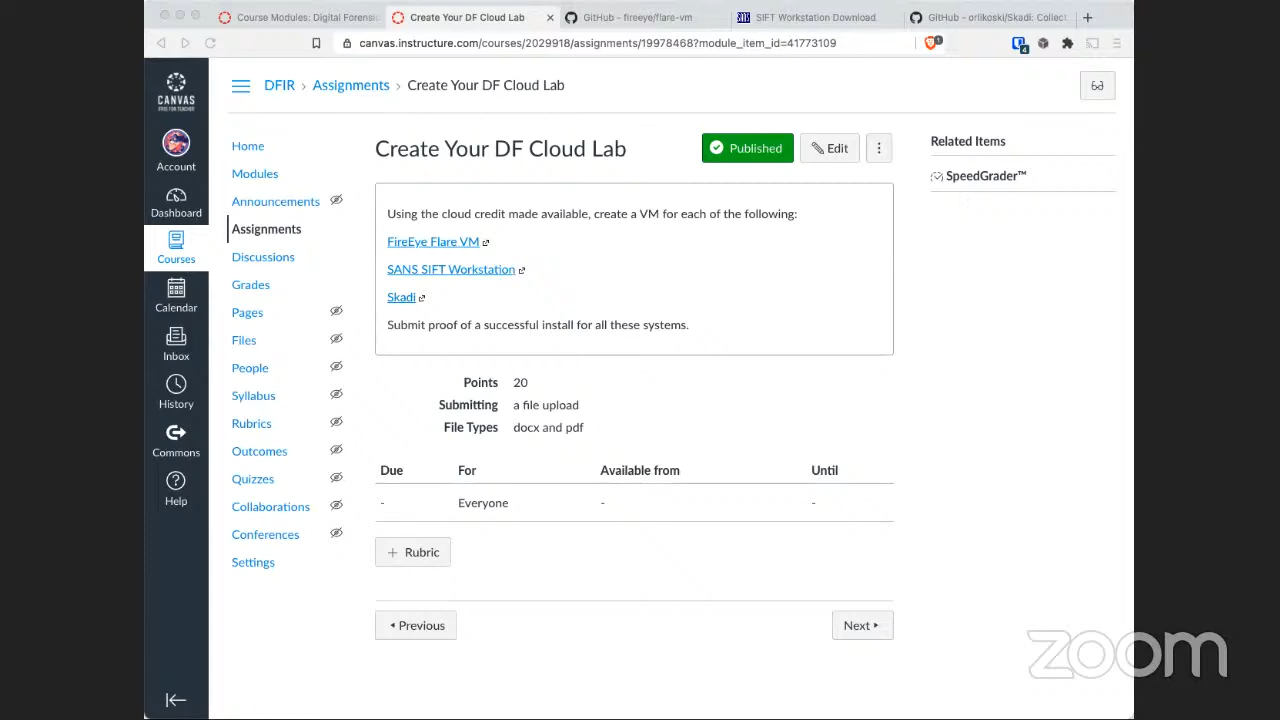 Course Modules: Digital Forensic
Create Your DF Cloud Lab
GitHub - fireeye/flare-vm
SIFT Workstation Download
GitHub - orlikoski/Skadi: Collect
canvas.instructure.com/courses/2029918/assignments/19978468?module_item_id=41773109
1
4
CANVAS
FREE FOR TEACHER
Account
Dashboard
Courses
Calendar
Inbox
History
Commons
Help
DFIR › Assignments › Create Your DF Cloud Lab
Home
Modules
Announcements
Assignments
Discussions
Grades
Pages
Files
People
Syllabus
Rubrics
Outcomes
Quizzes
Collaborations
Conferences
Settings
Create Your DF Cloud Lab
Published
Edit
Using the cloud credit made available, create a VM for each of the following:
FireEye Flare VM
SANS SIFT Workstation
Skadi
Submit proof of a successful install for all these systems.
Points 20
Submitting a file upload
File Types docx and pdf
Due For Available from Until
- Everyone - -
+ Rubric
Previous
Next
Related Items
SpeedGrader™
zoom